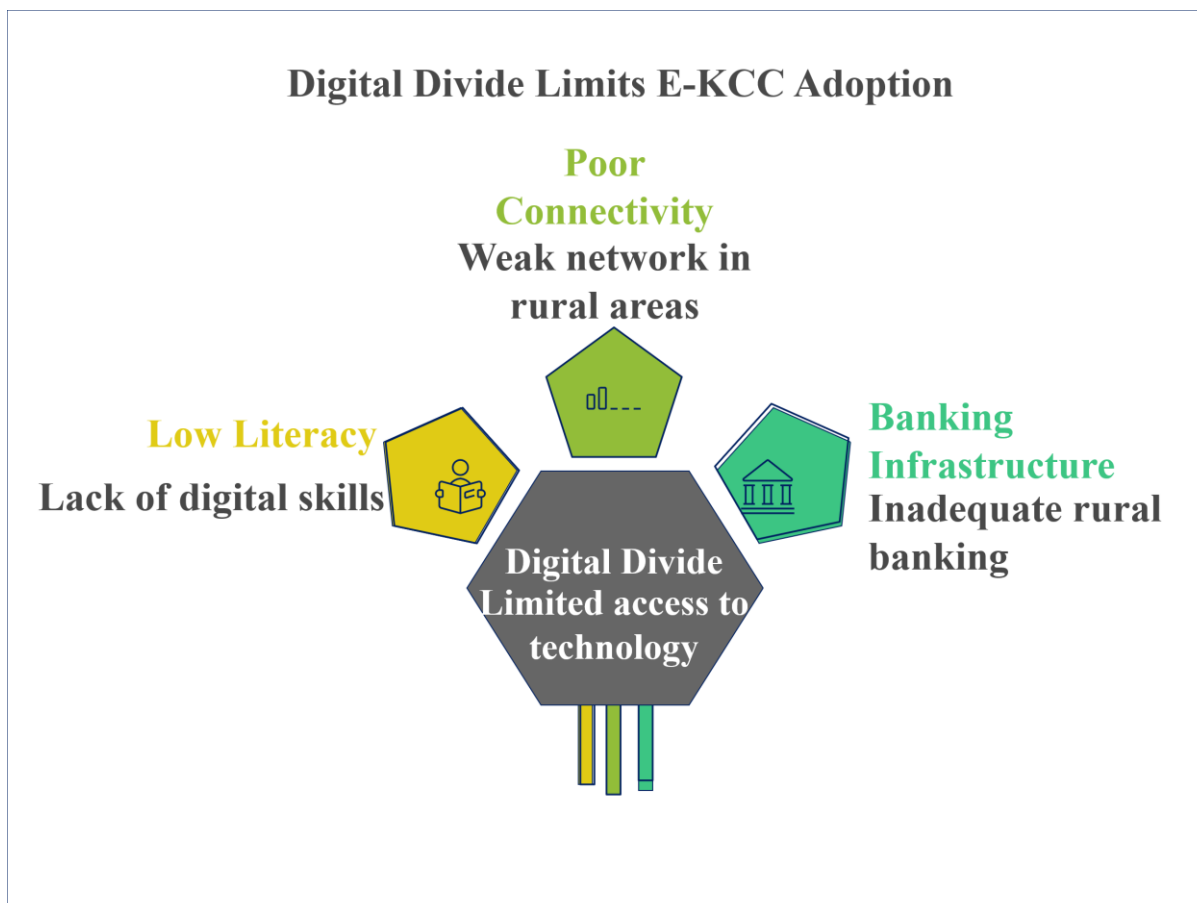 Digital Divide Limits E-KCC Adoption
Poor
Connectivity
Weak network in
rural areas
Low Literacy
Lack of digital skills
Banking
Infrastructure
Inadequate rural
banking
Digital Divide
Limited access to
technology